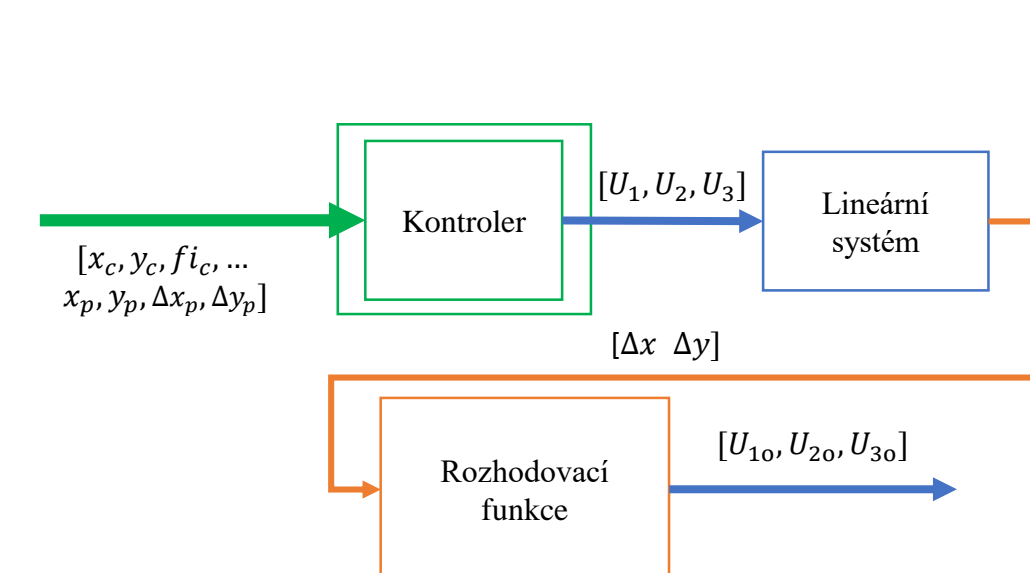 [U₁, U₂, U₃]
Kontroler
Lineární
systém
[x_c, y_c, fi_c, ...
x_p, y_p, Δx_p, Δy_p]
[Δx Δy]
[U₁ₒ, U₂ₒ, U₃ₒ]
Rozhodovací
funkce